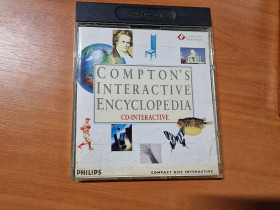 COMPTON'S
INTERACTIVE
ENCYCLOPEDIA
CD-INTERACTIVE
PHILIPS
COMPACT DISC INTERACTIVE